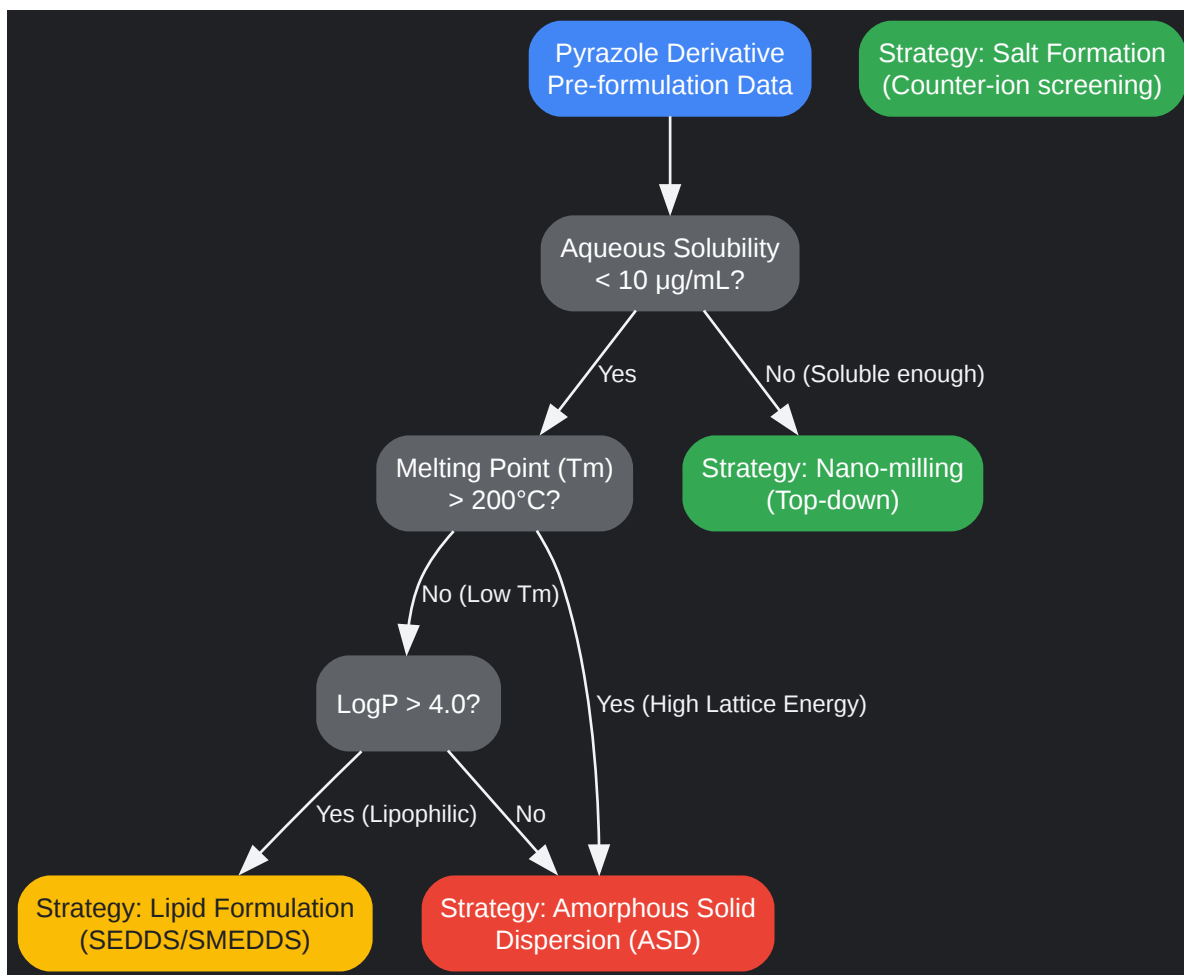 Pyrazole Derivative
Pre-formulation Data
Strategy: Salt Formation
(Counter-ion screening)
Aqueous Solubility
< 10 µg/mL?
Yes
No (Soluble enough)
Melting Point (Tm)
> 200°C?
Strategy: Nano-milling
(Top-down)
No (Low Tm)
LogP > 4.0?
Yes (High Lattice Energy)
Yes (Lipophilic)
No
Strategy: Lipid Formulation
(SEDDS/SMEDDS)
Strategy: Amorphous Solid
Dispersion (ASD)